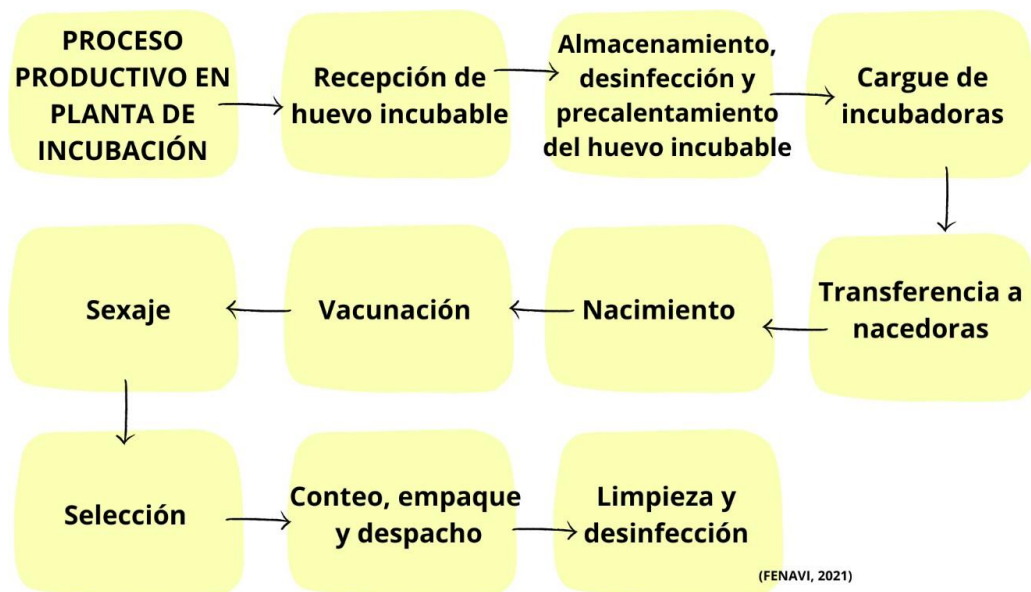 PROCESO
PRODUCTIVO EN
PLANTA DE
INCUBACIÓN
Recepción de
huevo incubable
Almacenamiento,
desinfección y
precalentamiento
del huevo incubable
Cargue de
incubadoras
Transferencia a
nacedoras
Nacimiento
Vacunación
Sexaje
Selección
Conteo, empaque
y despacho
Limpieza y
desinfección
(FENAVI, 2021)